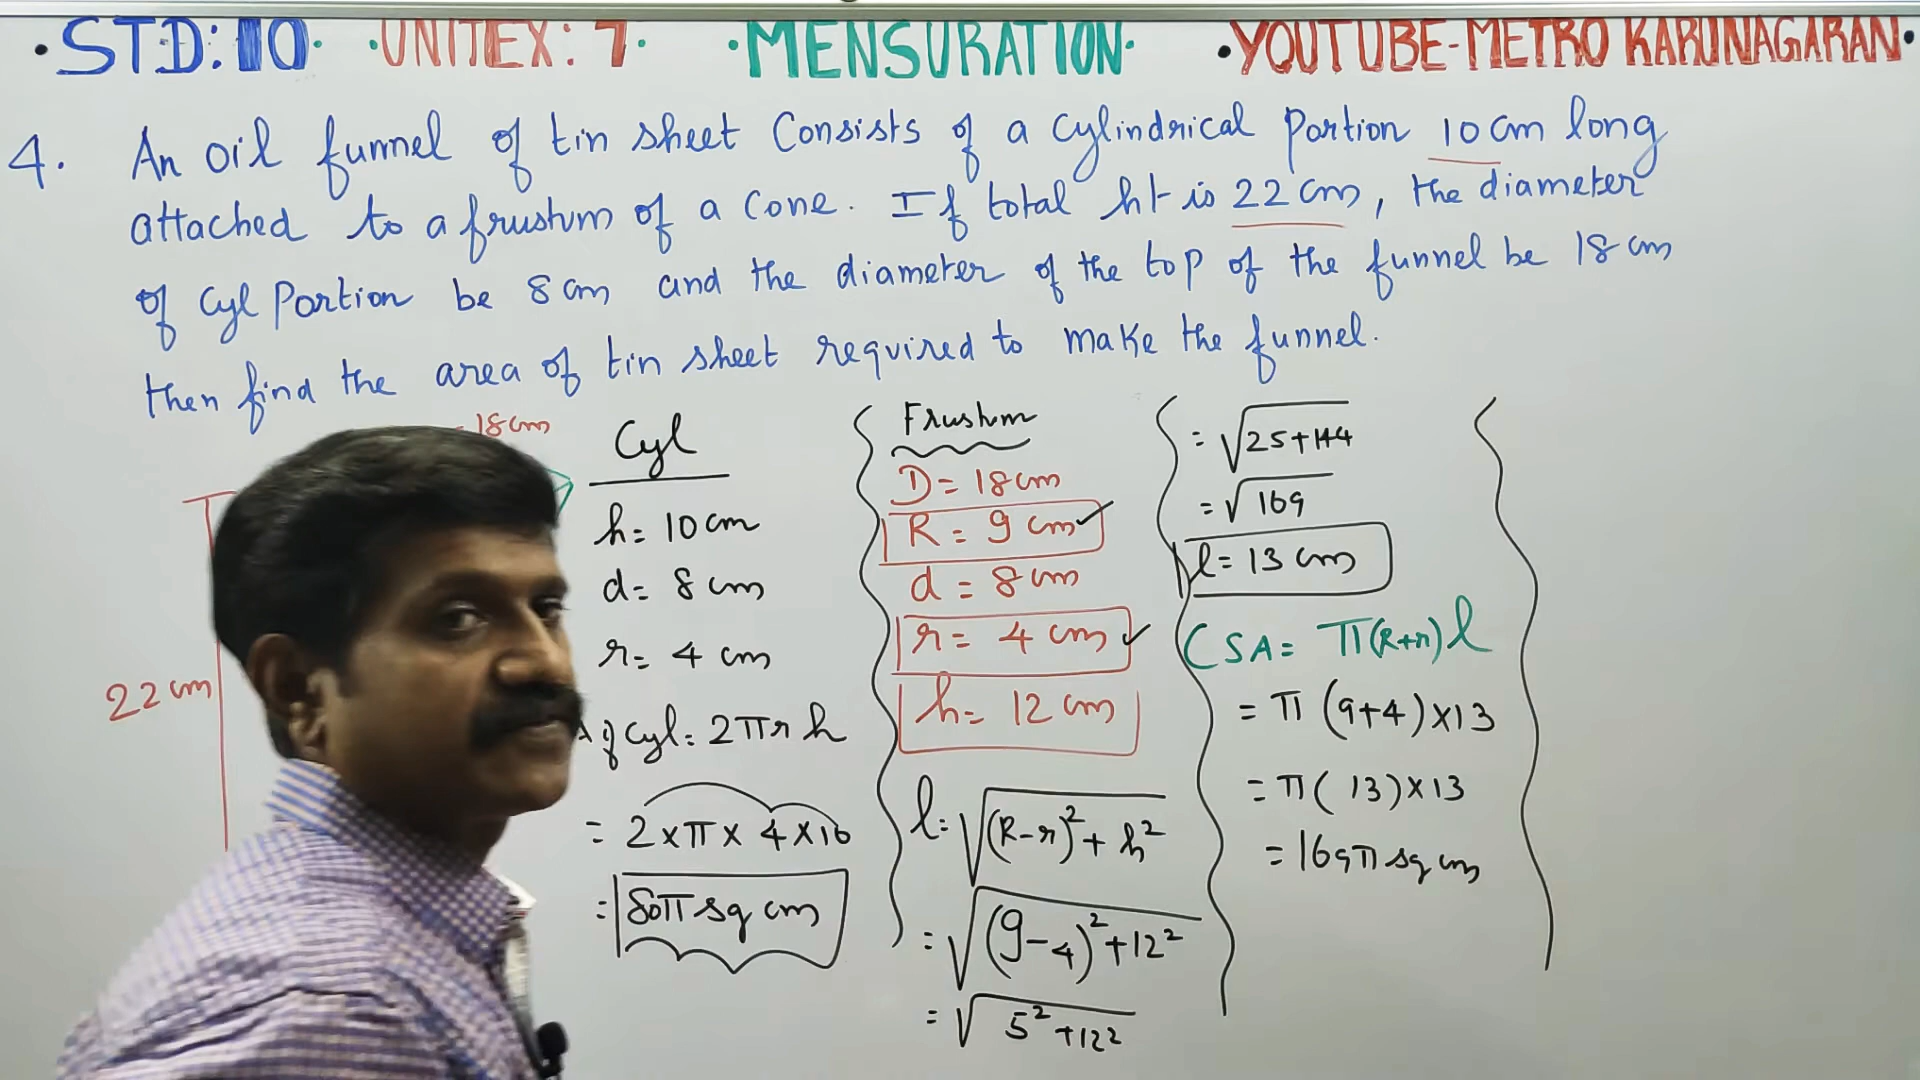 ·STD:10· ·UNIT EX: 7· ·MENSURATION· ·YOUTUBE-METRO KARUNAGARAN·
4. An oil funnel of tin sheet Consists of a cylindrical portion 10 cm long
attached to a frustum of a cone. If total ht is 22 cm, the diameter
of cyl Portion be 8 cm and the diameter of the top of the funnel be 18 cm
then find the area of tin sheet required to make the funnel.
18 cm
22 cm
Cyl
h= 10 cm
d= 8 cm
r= 4 cm
A of cyl= 2πrh
= 2×π×4×10
= 80π sq cm
Frustum
D= 18 cm
R= 9 cm✓
d = 8 cm
r= 4 cm✓
h= 12 cm
l= √(R-r)²+h²
= √(9-4)²+12²
= √5²+12²
= √25+144
= √169
l= 13 cm
CSA= π(R+r)l
= π(9+4)×13
= π(13)×13
= 169π sq cm